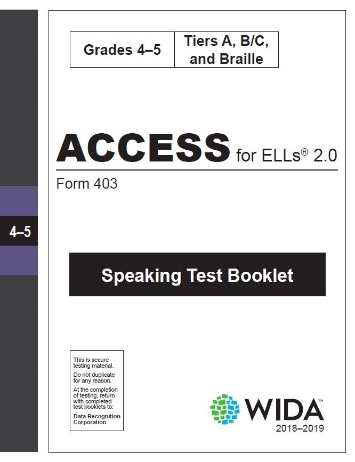 Grades 4–5
Tiers A, B/C,
and Braille
ACCESS for ELLs® 2.0
Form 403
4–5
Speaking Test Booklet
This is secure
testing material.
Do not duplicate
for any reason.
At the completion
of testing, return
with completed
test booklets to:
Data Recognition
Corporation
WIDA™
2018–2019